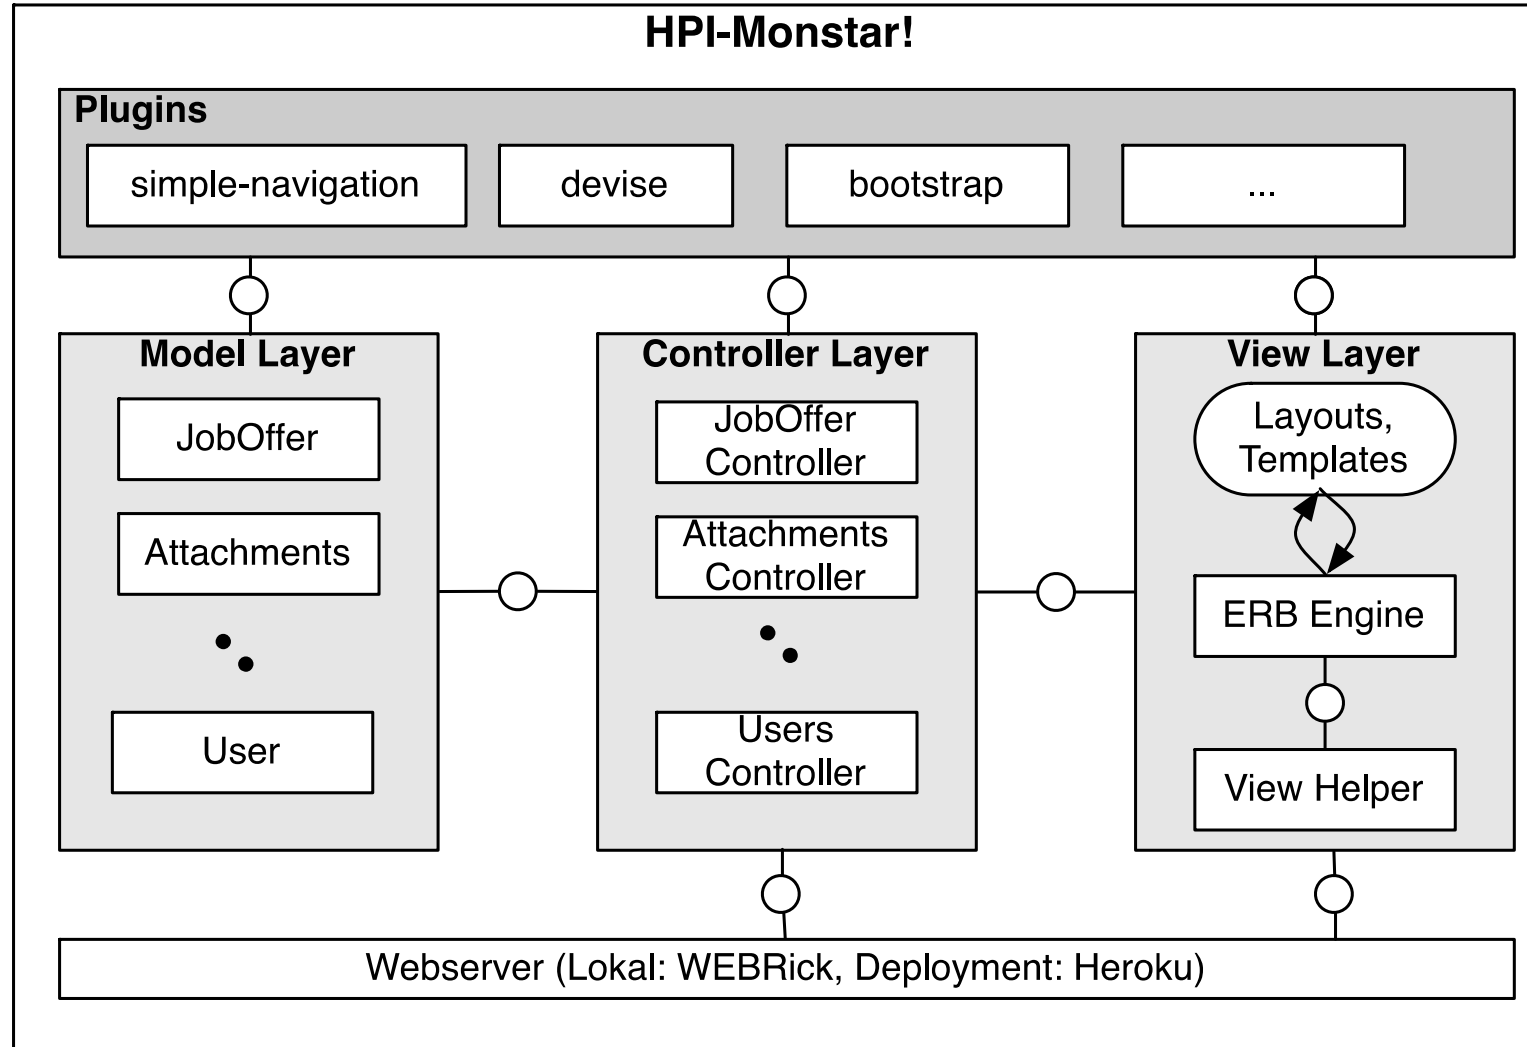 HPI-Monstar!
Plugins
simple-navigation
devise
bootstrap
...
Model Layer
JobOffer
Attachments
User
Controller Layer
JobOffer
Controller
Attachments
Controller
Users
Controller
View Layer
Layouts,
Templates
ERB Engine
View Helper
Webserver (Lokal: WEBRick, Deployment: Heroku)